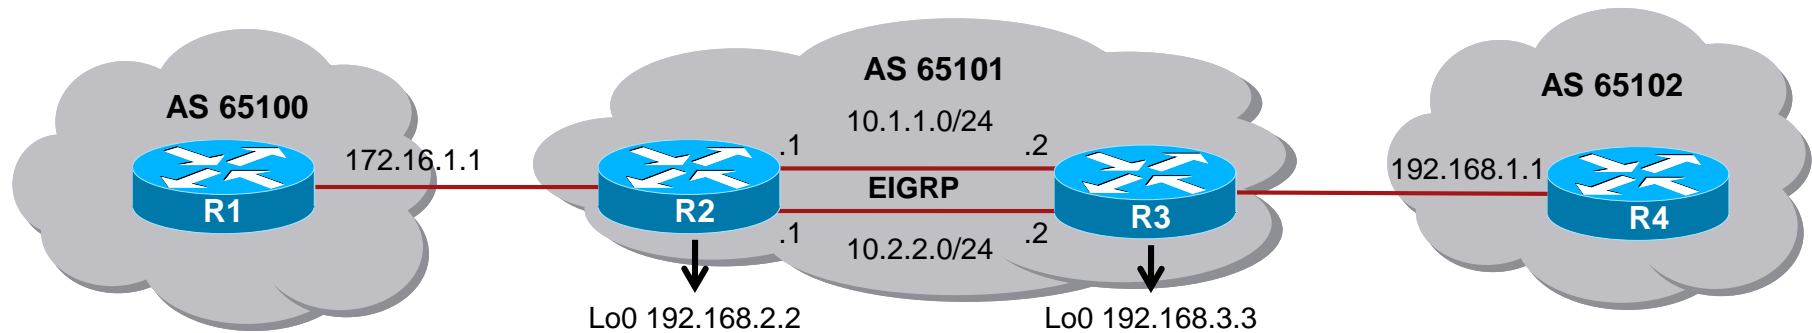 AS 65100
172.16.1.1
R1
AS 65101
10.1.1.0/24
.1
.2
EIGRP
R2
R3
.1
.2
10.2.2.0/24
Lo0 192.168.2.2
Lo0 192.168.3.3
AS 65102
192.168.1.1
R4